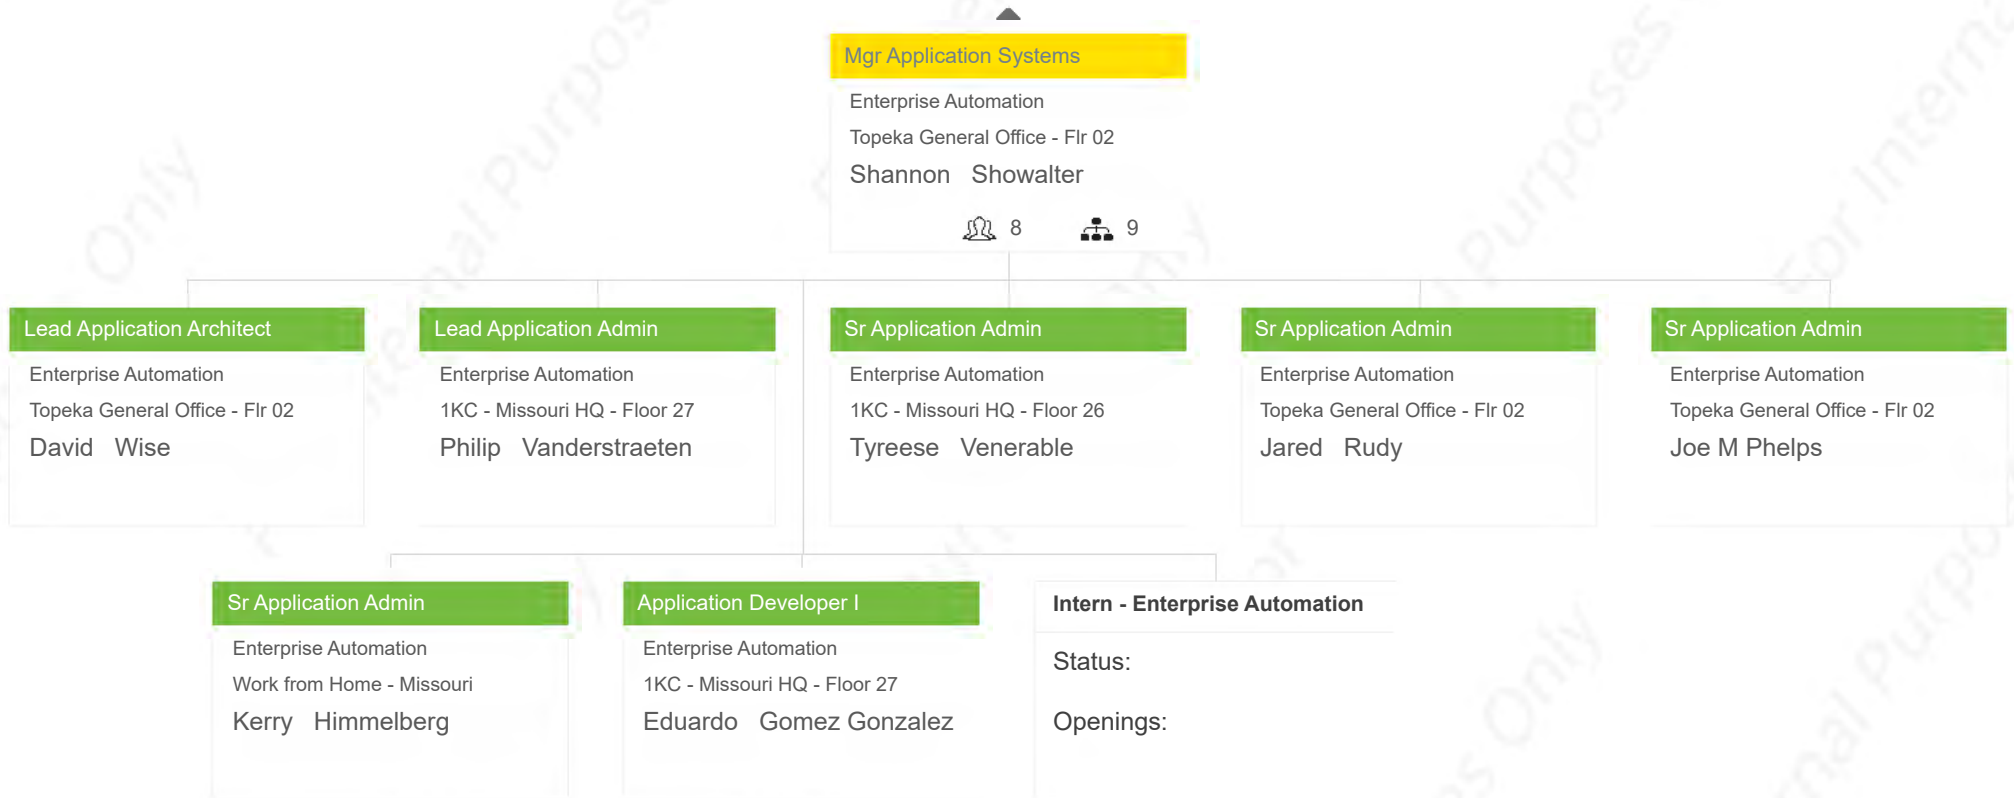 Mgr Application Systems
Enterprise Automation
Topeka General Office - Flr 02
Shannon Showalter
8 9
Lead Application Architect
Enterprise Automation
Topeka General Office - Flr 02
David Wise
Lead Application Admin
Enterprise Automation
1KC - Missouri HQ - Floor 27
Philip Vanderstraeten
Sr Application Admin
Enterprise Automation
1KC - Missouri HQ - Floor 26
Tyreese Venerable
Sr Application Admin
Enterprise Automation
Topeka General Office - Flr 02
Jared Rudy
Sr Application Admin
Enterprise Automation
Topeka General Office - Flr 02
Joe M Phelps
Sr Application Admin
Enterprise Automation
Work from Home - Missouri
Kerry Himmelberg
Application Developer I
Enterprise Automation
1KC - Missouri HQ - Floor 27
Eduardo Gomez Gonzalez
Intern - Enterprise Automation
Status:
Openings: